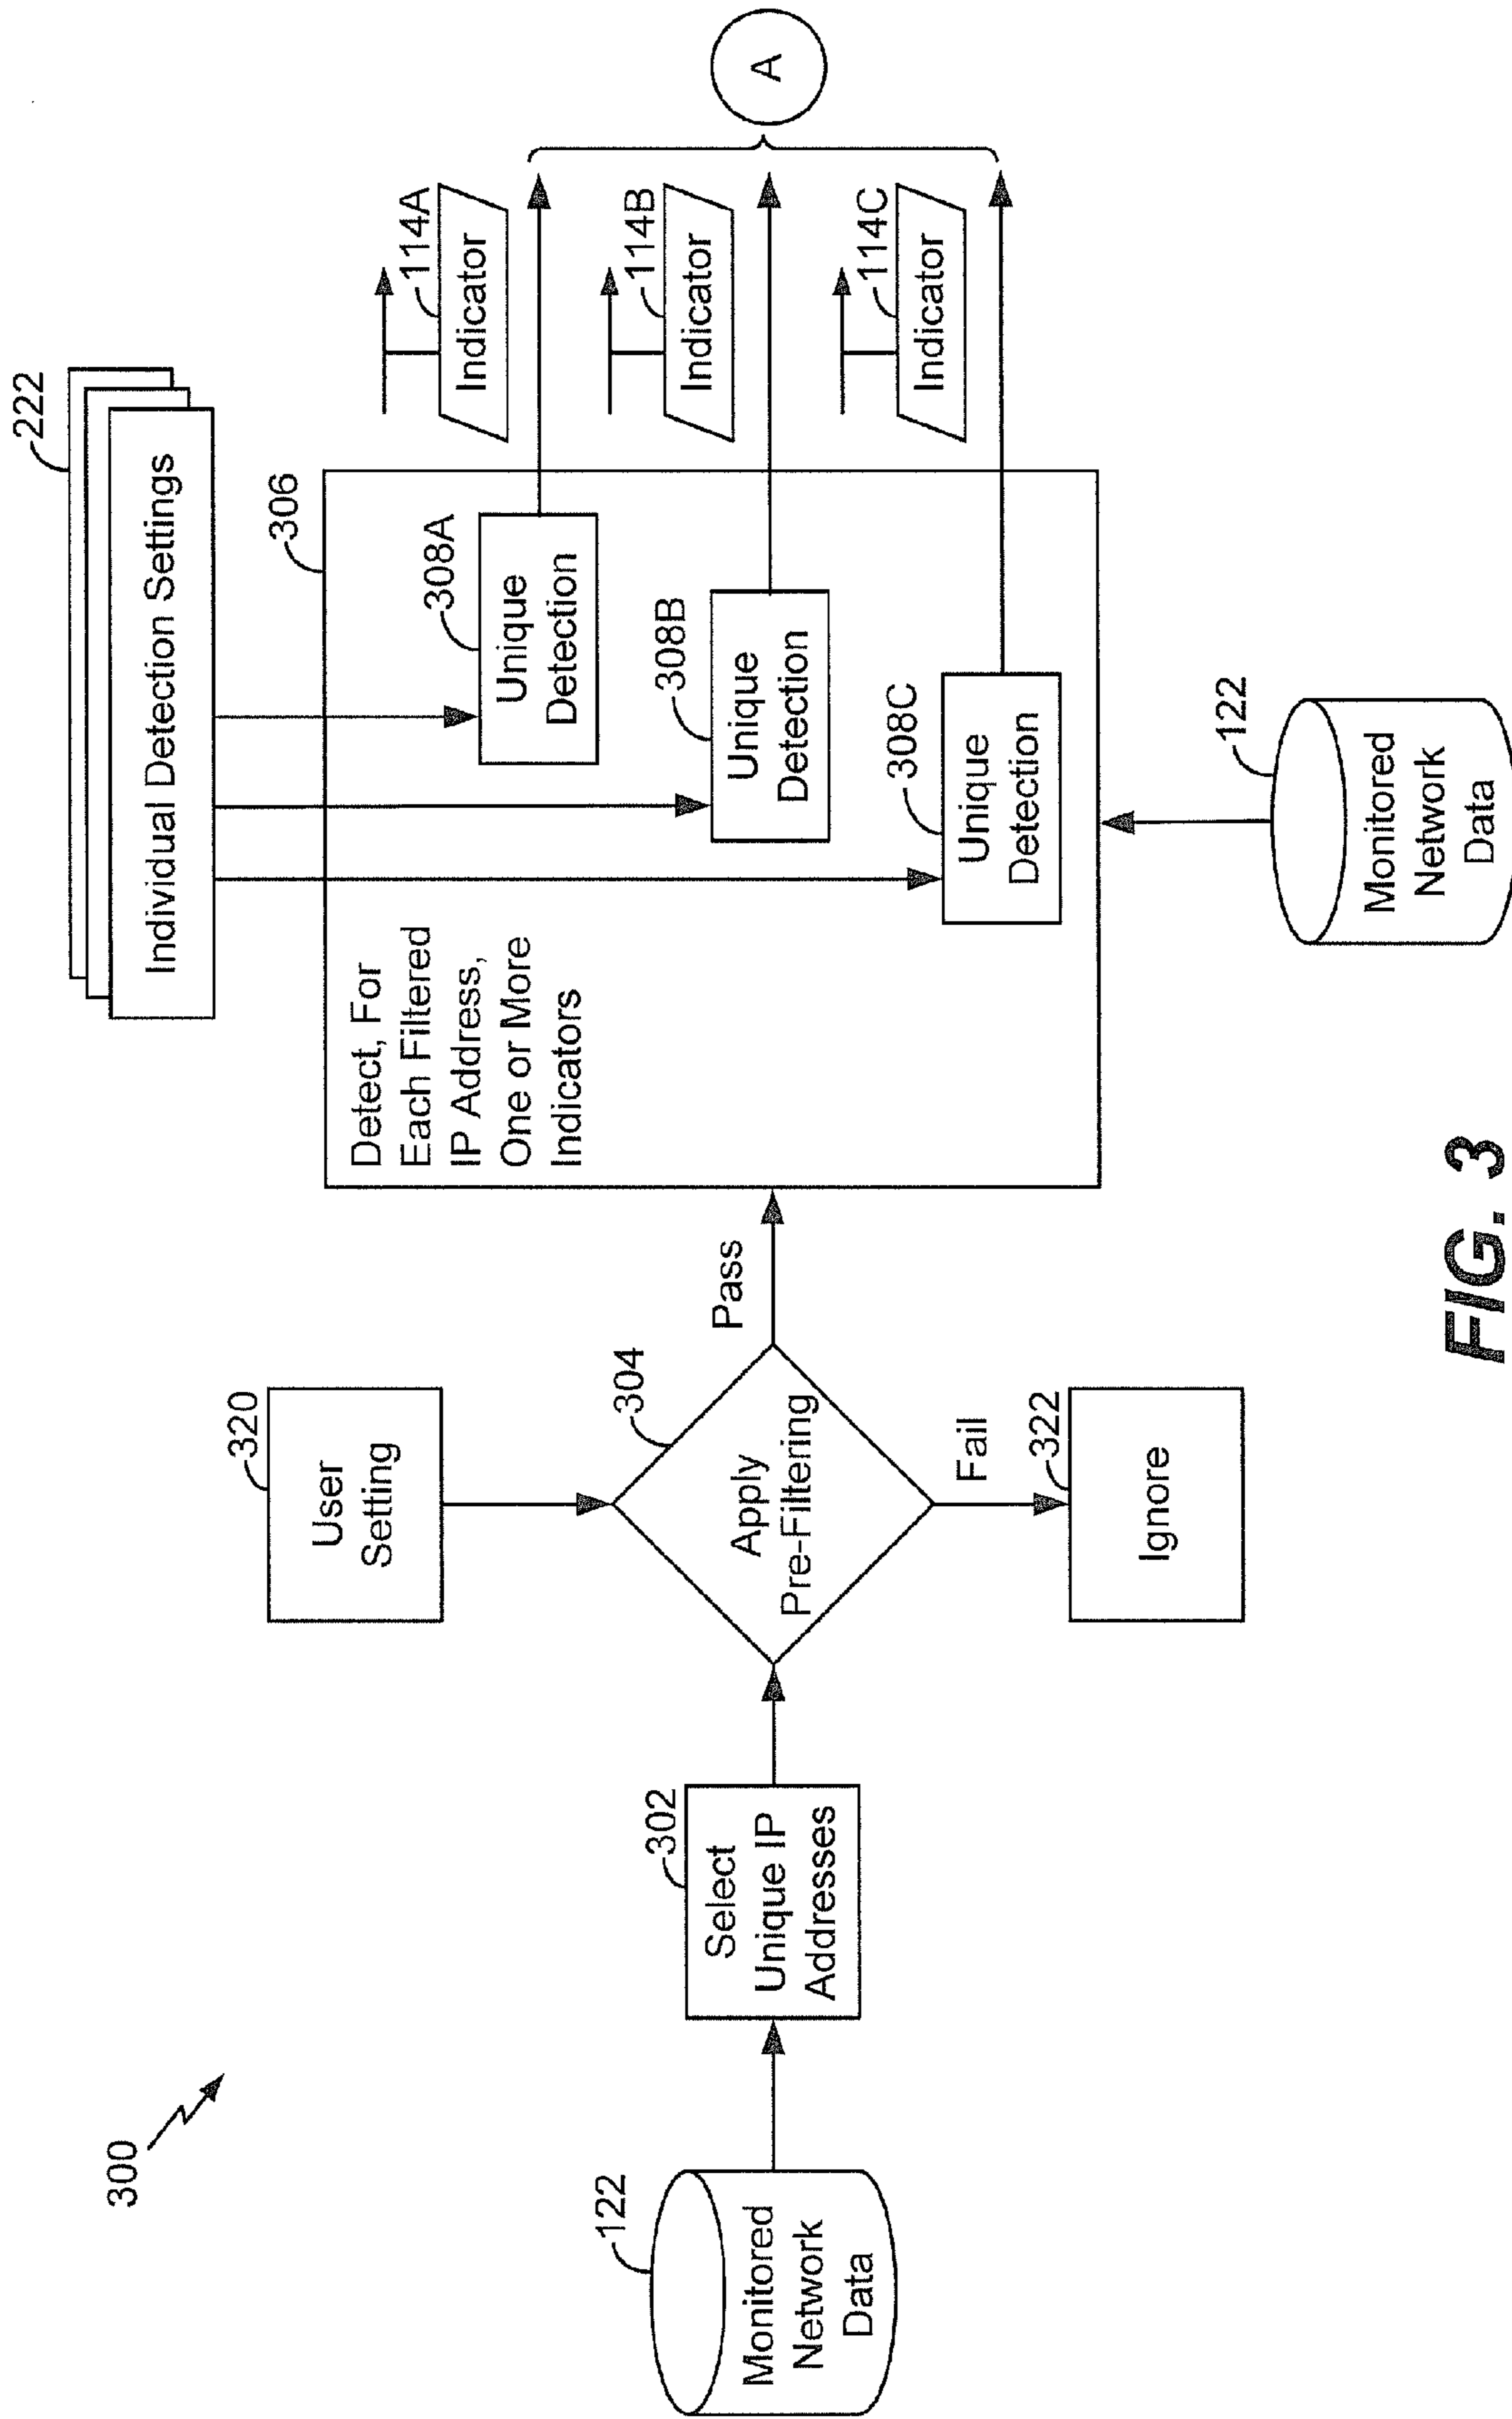 300
122
Monitored
Network
Data
302
Select
Unique IP
Addresses
320
User
Setting
304
Apply
Pre-Filtering
Pass
Fail
322
Ignore
222
Individual Detection Settings
306
Detect, For
Each Filtered
IP Address,
One or More
Indicators
308A
Unique
Detection
308B
Unique
Detection
308C
Unique
Detection
122
Monitored
Network
Data
114A
Indicator
114B
Indicator
114C
Indicator
A
FIG. 3